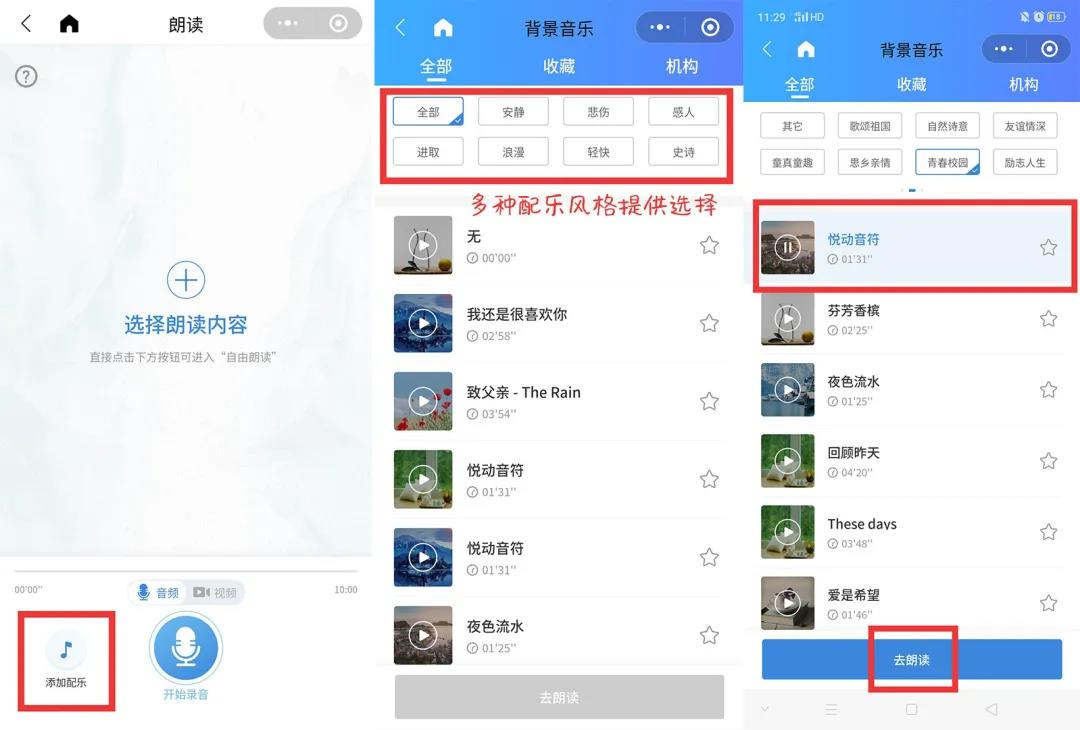 朗读
?
选择朗读内容
直接点击下方按钮可进入“自由朗读”
00'00''
音频
视频
10:00
添加配乐
开始录音
背景音乐
全部
收藏
机构
全部
安静
悲伤
感人
进取
浪漫
轻快
史诗
多种配乐风格提供选择
无
00'00''
我还是很喜欢你
02'58''
致父亲 - The Rain
03'54''
悦动音符
01'31''
悦动音符
01'31''
夜色流水
01'25''
去朗读
11:29
HD
背景音乐
全部
收藏
机构
其它
歌颂祖国
自然诗意
友谊情深
童真童趣
思乡亲情
青春校园
励志人生
悦动音符
01'31''
芬芳香槟
02'25''
夜色流水
01'25''
回顾昨天
04'20''
These days
03'48''
爱是希望
01'46''
去朗读